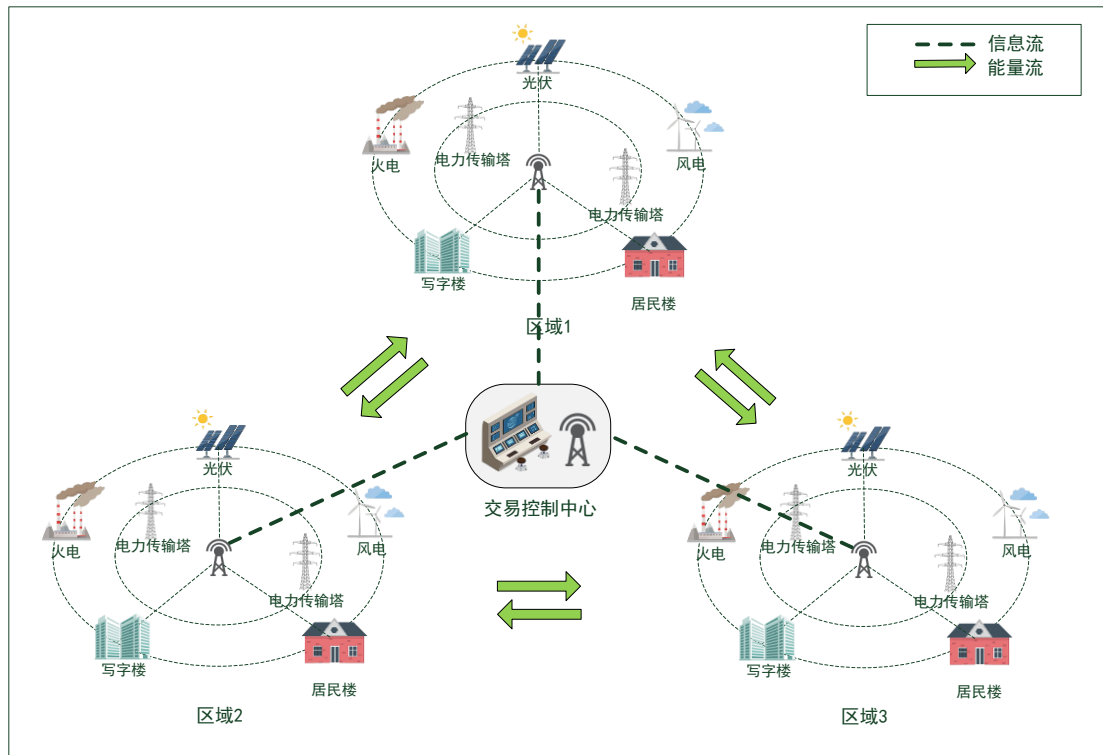 信息流
能量流
光伏
火电
电力传输塔
风电
电力传输塔
写字楼
居民楼
区域1
交易控制中心
光伏
火电
电力传输塔
风电
电力传输塔
写字楼
居民楼
区域2
光伏
火电
电力传输塔
风电
电力传输塔
写字楼
居民楼
区域3